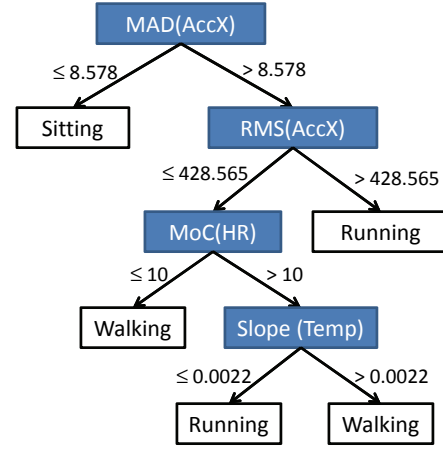 MAD(AccX)
≤ 8.578
> 8.578
Sitting
RMS(AccX)
≤ 428.565
> 428.565
MoC(HR)
Running
≤ 10
> 10
Walking
Slope (Temp)
≤ 0.0022
> 0.0022
Running
Walking